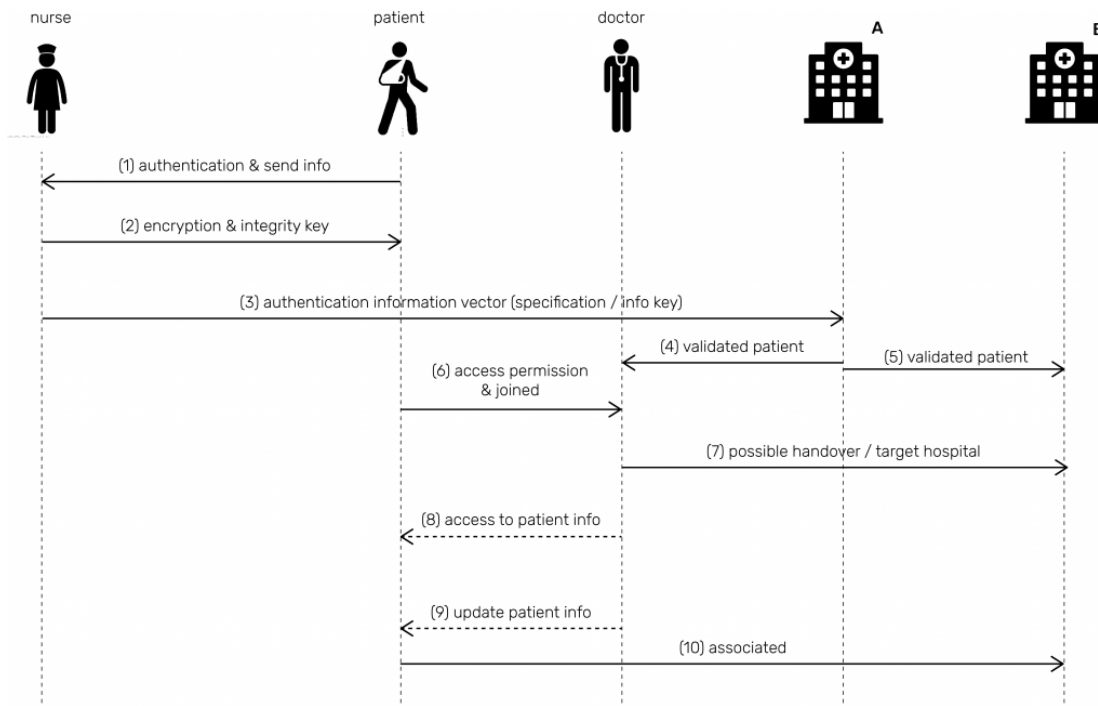 nurse
patient
doctor
A
B
(1) authentication & send info
(2) encryption & integrity key
(3) authentication information vector (specification / info key)
(4) validated patient
(5) validated patient
(6) access permission
& joined
(7) possible handover / target hospital
(8) access to patient info
(9) update patient info
(10) associated